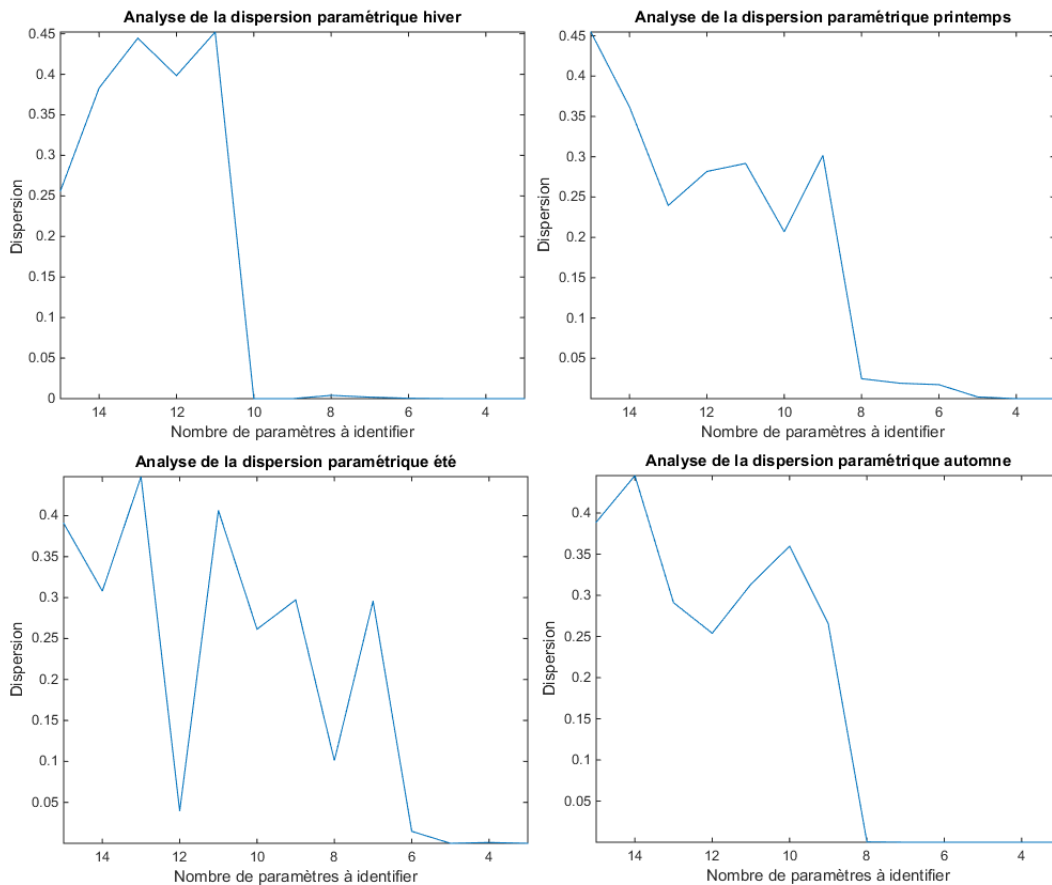 Analyse de la dispersion paramétrique hiver
0.45
0.4
0.35
0.3
0.25
0.2
0.15
0.1
0.05
0
Dispersion
14 12 10 8 6 4
Nombre de paramètres à identifier
Analyse de la dispersion paramétrique printemps
0.45
0.4
0.35
0.3
0.25
0.2
0.15
0.1
0.05
Dispersion
14 12 10 8 6 4
Nombre de paramètres à identifier
Analyse de la dispersion paramétrique été
0.4
0.35
0.3
0.25
0.2
0.15
0.1
0.05
Dispersion
14 12 10 8 6 4
Nombre de paramètres à identifier
Analyse de la dispersion paramétrique automne
0.4
0.35
0.3
0.25
0.2
0.15
0.1
0.05
Dispersion
14 12 10 8 6 4
Nombre de paramètres à identifier